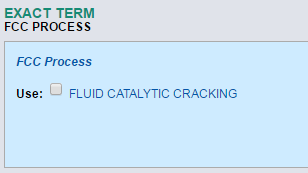 EXACT TERM
FCC PROCESS
FCC Process
Use: FLUID CATALYTIC CRACKING